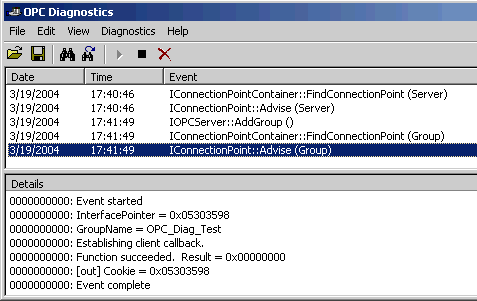 OPC Diagnostics
File Edit View Diagnostics Help
Date Time Event
3/19/2004 17:40:46 IConnectionPointContainer::FindConnectionPoint (Server)
3/19/2004 17:40:46 IConnectionPoint::Advise (Server)
3/19/2004 17:41:49 IOPCServer::AddGroup ()
3/19/2004 17:41:49 IConnectionPointContainer::FindConnectionPoint (Group)
3/19/2004 17:41:49 IConnectionPoint::Advise (Group)
Details
0000000000: Event started
0000000000: InterfacePointer = 0x05303598
0000000000: GroupName = OPC_Diag_Test
0000000000: Establishing client callback.
0000000000: Function succeeded. Result = 0x00000000
0000000000: [out] Cookie = 0x05303598
0000000000: Event complete